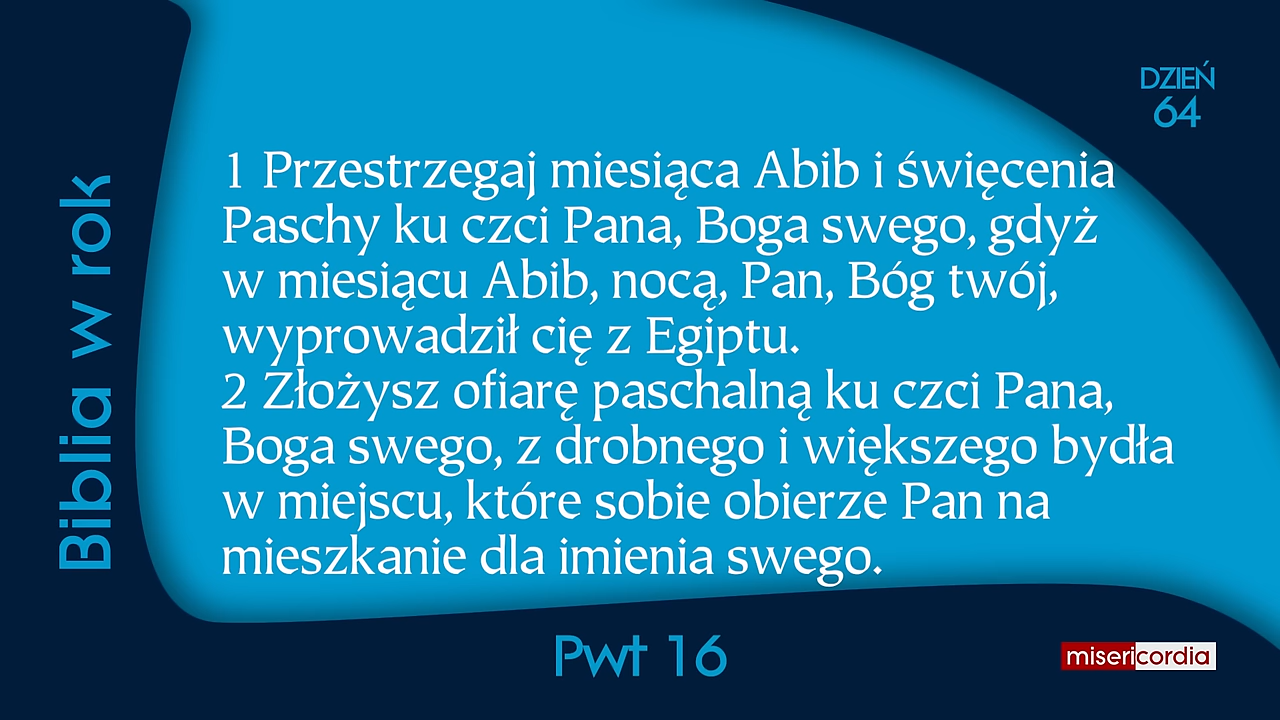 DZIEŃ
64
Biblia w rok
1 Przestrzegaj miesiąca Abib i święcenia
Paschy ku czci Pana, Boga swego, gdyż
w miesiącu Abib, nocą, Pan, Bóg twój,
wyprowadził cię z Egiptu.
2 Złożysz ofiarę paschalną ku czci Pana,
Boga swego, z drobnego i większego bydła
w miejscu, które sobie obierze Pan na
mieszkanie dla imienia swego.
Pwt 16
misericordia